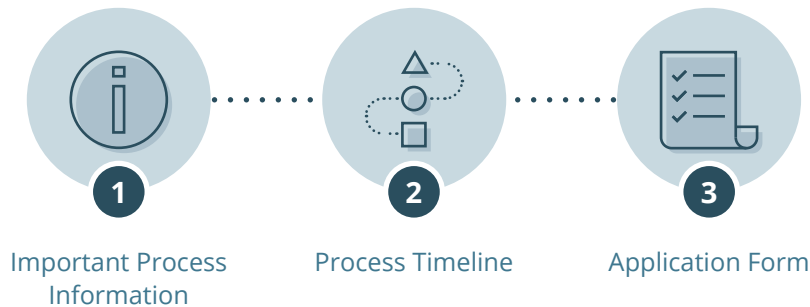 1
Important Process
Information
2
Process Timeline
3
Application Form